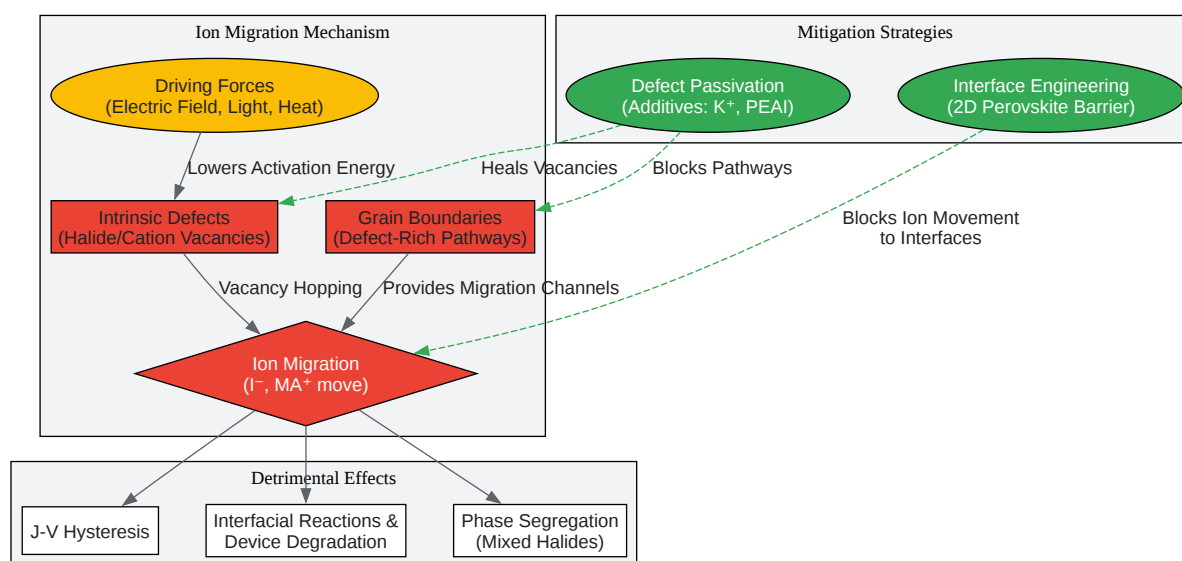 Ion Migration Mechanism
Mitigation Strategies
Driving Forces
(Electric Field, Light, Heat)
Defect Passivation
(Additives: K⁺, PEAI)
Interface Engineering
(2D Perovskite Barrier)
Lowers Activation Energy
Heals Vacancies
Blocks Pathways
Intrinsic Defects
(Halide/Cation Vacancies)
Grain Boundaries
(Defect-Rich Pathways)
Blocks Ion Movement
to Interfaces
Vacancy Hopping
Provides Migration Channels
Ion Migration
(I⁻, MA⁺ move)
Detrimental Effects
J-V Hysteresis
Interfacial Reactions &
Device Degradation
Phase Segregation
(Mixed Halides)